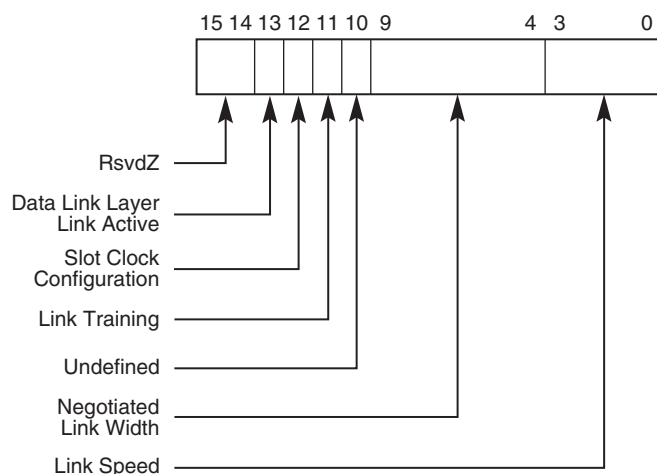 15 14 13 12 11 10 9 4 3 0
RsvdZ
Data Link Layer
Link Active
Slot Clock
Configuration
Link Training
Undefined
Negotiated
Link Width
Link Speed